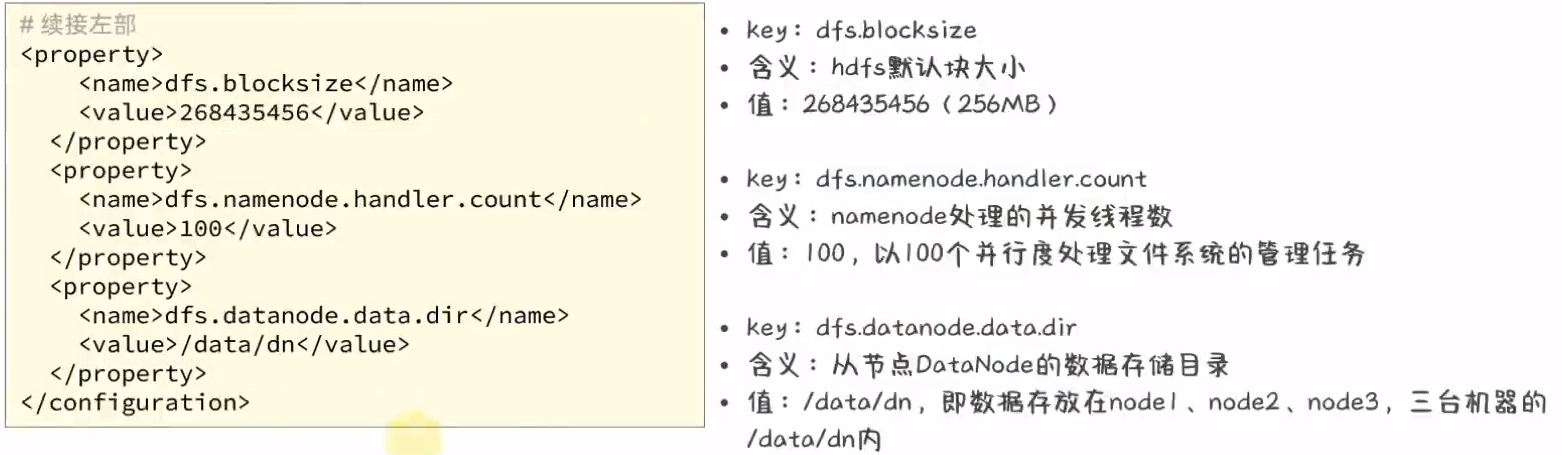 # 续接左部
<property>
    <name>dfs.blocksize</name>
    <value>268435456</value>
  </property>
  <property>
    <name>dfs.namenode.handler.count</name>
    <value>100</value>
  </property>
  <property>
    <name>dfs.datanode.data.dir</name>
    <value>/data/dn</value>
  </property>
</configuration>
• key：dfs.blocksize
• 含义：hdfs默认块大小
• 值：268435456（256MB）
• key：dfs.namenode.handler.count
• 含义：namenode处理的并发线程数
• 值：100，以100个并行度处理文件系统的管理任务
• key：dfs.datanode.data.dir
• 含义：从节点DataNode的数据存储目录
• 值：/data/dn，即数据存放在node1、node2、node3，三台机器的
/data/dn内